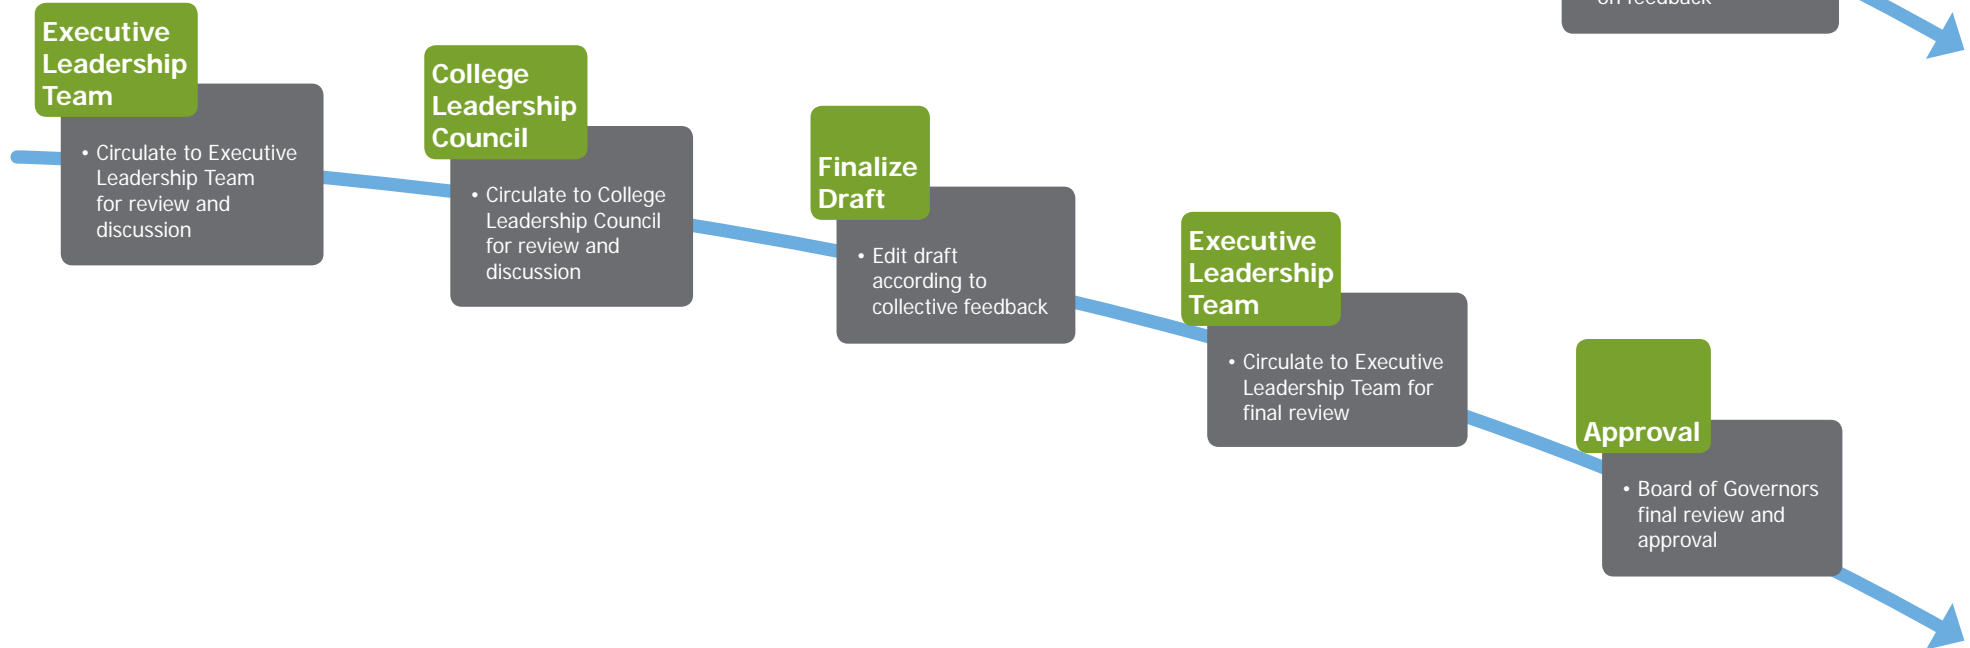 on feedback
Executive
Leadership
Team
• Circulate to Executive
Leadership Team
for review and
discussion
College
Leadership
Council
• Circulate to College
Leadership Council
for review and
discussion
Finalize
Draft
• Edit draft
according to
collective feedback
Executive
Leadership
Team
• Circulate to Executive
Leadership Team for
final review
Approval
• Board of Governors
final review and
approval